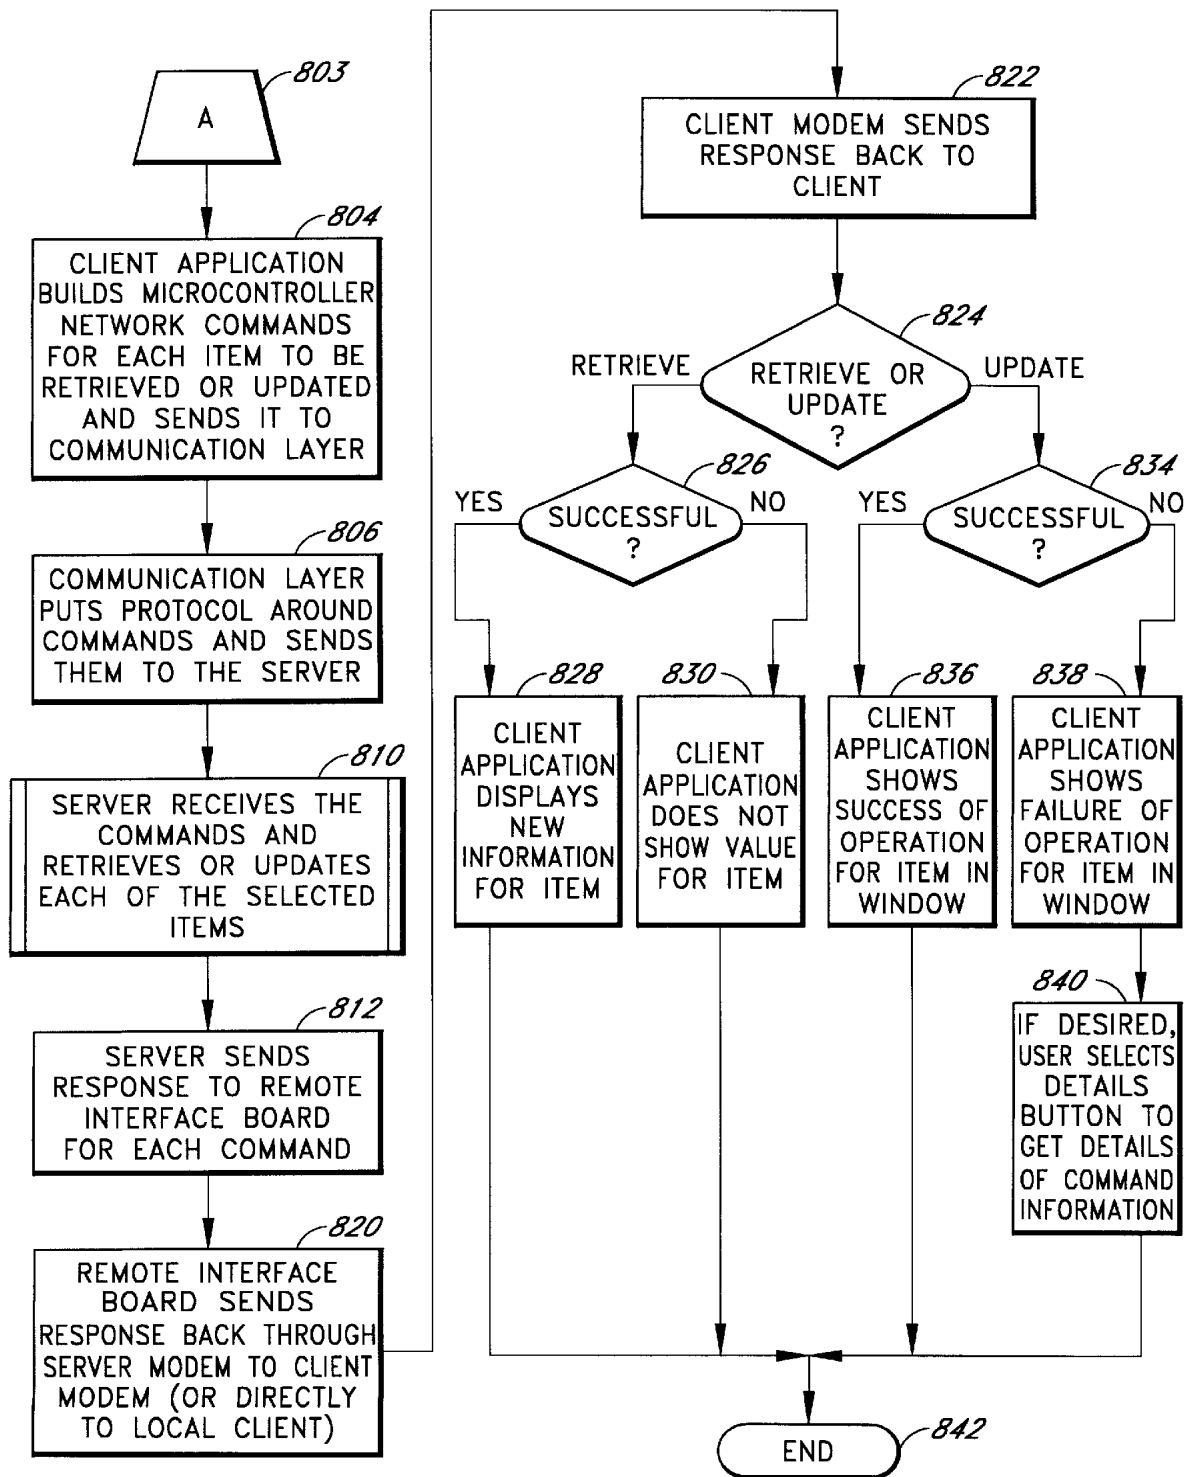 803
A
804
CLIENT APPLICATION
BUILDS MICROCONTROLLER
NETWORK COMMANDS
FOR EACH ITEM TO BE
RETRIEVED OR UPDATED
AND SENDS IT TO
COMMUNICATION LAYER
806
COMMUNICATION LAYER
PUTS PROTOCOL AROUND
COMMANDS AND SENDS
THEM TO THE SERVER
810
SERVER RECEIVES THE
COMMANDS AND
RETRIEVES OR UPDATES
EACH OF THE SELECTED
ITEMS
812
SERVER SENDS
RESPONSE TO REMOTE
INTERFACE BOARD
FOR EACH COMMAND
820
REMOTE INTERFACE
BOARD SENDS
RESPONSE BACK THROUGH
SERVER MODEM TO CLIENT
MODEM (OR DIRECTLY
TO LOCAL CLIENT)
822
CLIENT MODEM SENDS
RESPONSE BACK TO
CLIENT
824
RETRIEVE
RETRIEVE OR
UPDATE
?
UPDATE
826
YES
SUCCESSFUL
?
NO
834
YES
SUCCESSFUL
?
NO
828
CLIENT
APPLICATION
DISPLAYS
NEW
INFORMATION
FOR ITEM
830
CLIENT
APPLICATION
DOES NOT
SHOW VALUE
FOR ITEM
836
CLIENT
APPLICATION
SHOWS
SUCCESS OF
OPERATION
FOR ITEM IN
WINDOW
838
CLIENT
APPLICATION
SHOWS
FAILURE OF
OPERATION
FOR ITEM IN
WINDOW
840
IF DESIRED,
USER SELECTS
DETAILS
BUTTON TO
GET DETAILS
OF COMMAND
INFORMATION
END
842